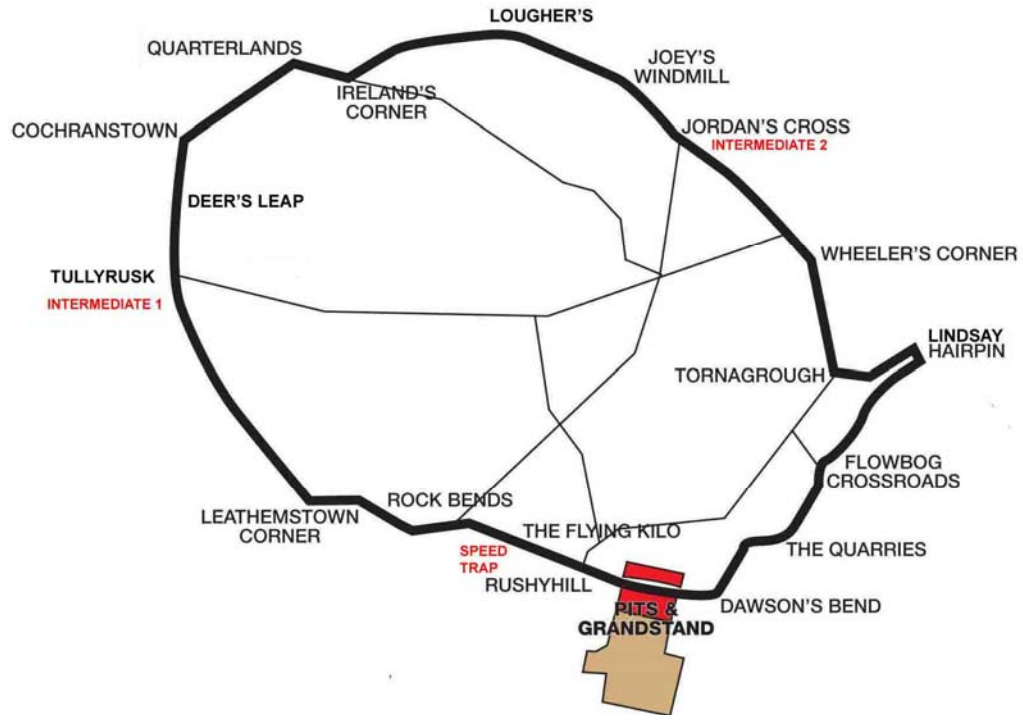 LOUGHER'S
QUARTERLANDS
JOEY'S
WINDMILL
IRELAND'S
CORNER
COCHRANSTOWN
JORDAN'S CROSS
INTERMEDIATE 2
DEER'S LEAP
WHEELER'S CORNER
TULLYRUSK
INTERMEDIATE 1
LINDSAY
HAIRPIN
TORNAGROUGH
FLOWBOG
CROSSROADS
ROCK BENDS
LEATHEMSTOWN
CORNER
THE FLYING KILO
SPEED
TRAP
THE QUARRIES
RUSHYHILL
DAWSON'S BEND
PITS &
GRANDSTAND